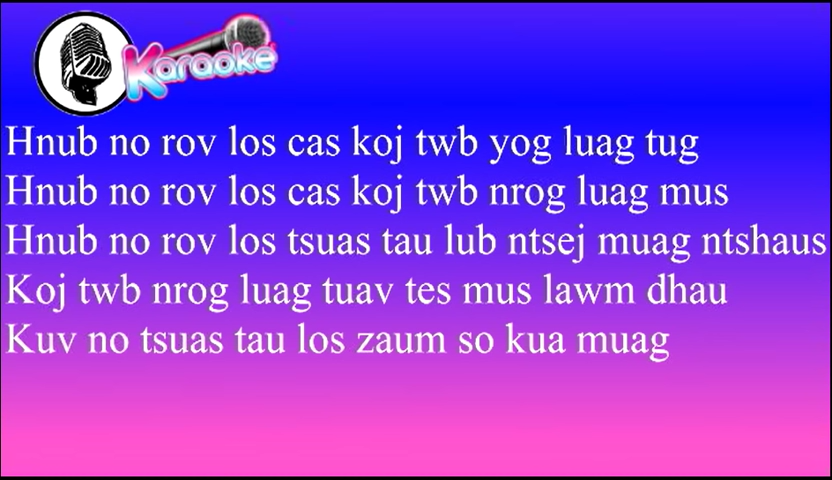 Karaoke
Hnub no rov los cas koj twb yog luag tug
Hnub no rov los cas koj twb nrog luag mus
Hnub no rov los tsuas tau lub ntsej muag ntshaus
Koj twb nrog luag tuav tes mus lawm dhau
Kuv no tsuas tau los zaum so kua muag